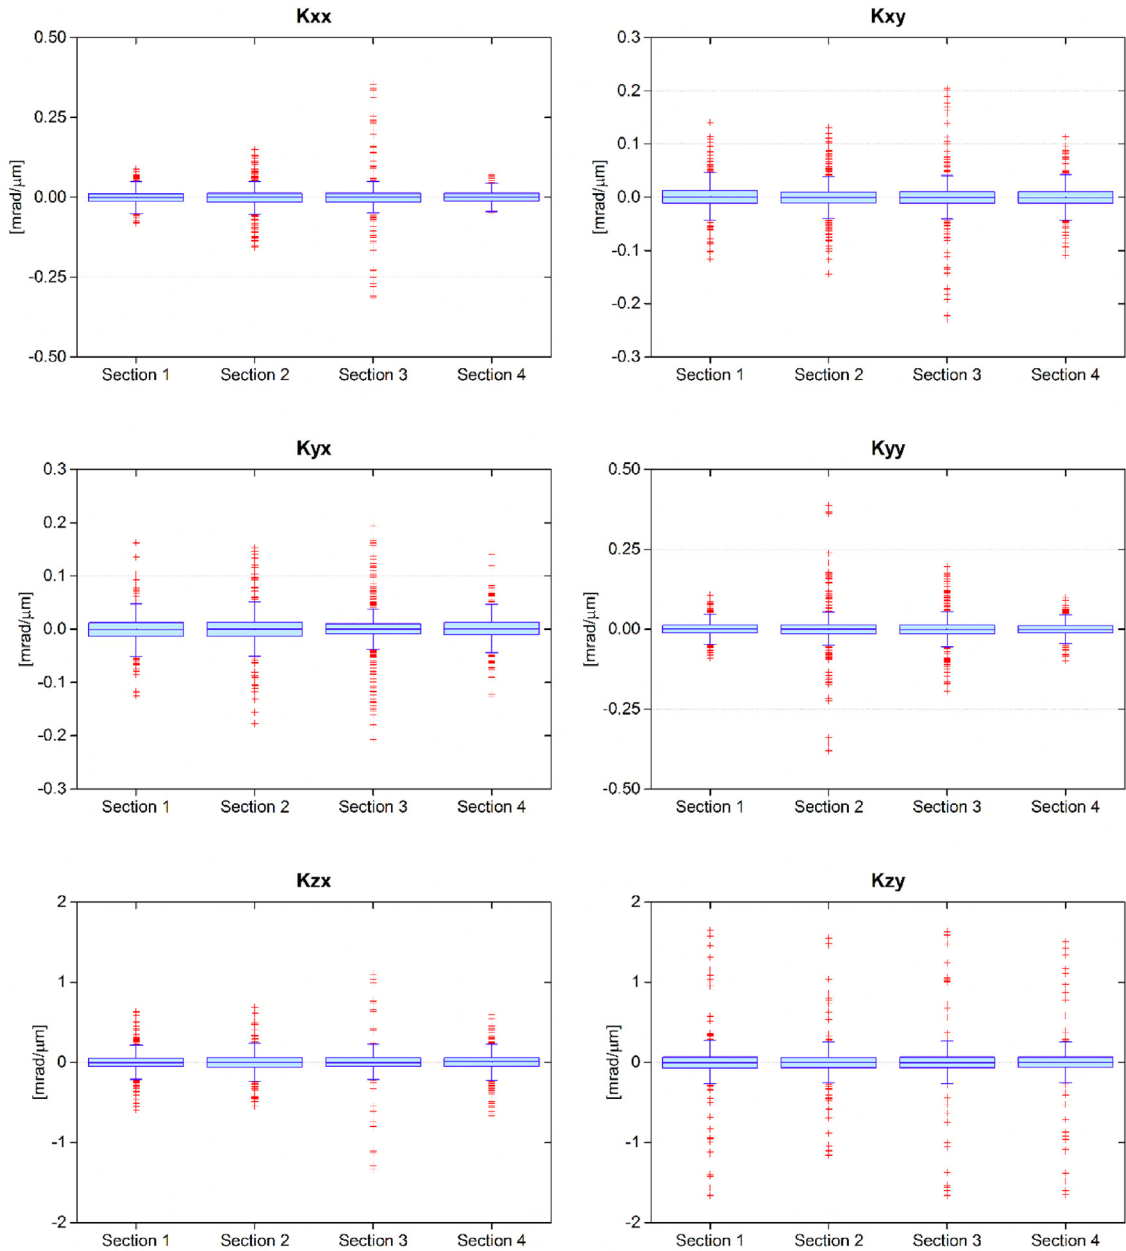 Kxx
Kxy
0.50
0.25
0.00
-0.25
-0.50
[mrad/μm]
Section 1 Section 2 Section 3 Section 4
0.3
0.2
0.1
0.0
-0.1
-0.2
-0.3
[mrad/μm]
Section 1 Section 2 Section 3 Section 4
Kyx
Kyy
0.3
0.2
0.1
0.0
-0.1
-0.2
-0.3
[mrad/μm]
Section 1 Section 2 Section 3 Section 4
0.50
0.25
0.00
-0.25
-0.50
[mrad/μm]
Section 1 Section 2 Section 3 Section 4
Kzx
Kzy
2
1
0
-1
-2
[mrad/μm]
Section 1 Section 2 Section 3 Section 4
2
1
0
-1
-2
[mrad/μm]
Section 1 Section 2 Section 3 Section 4